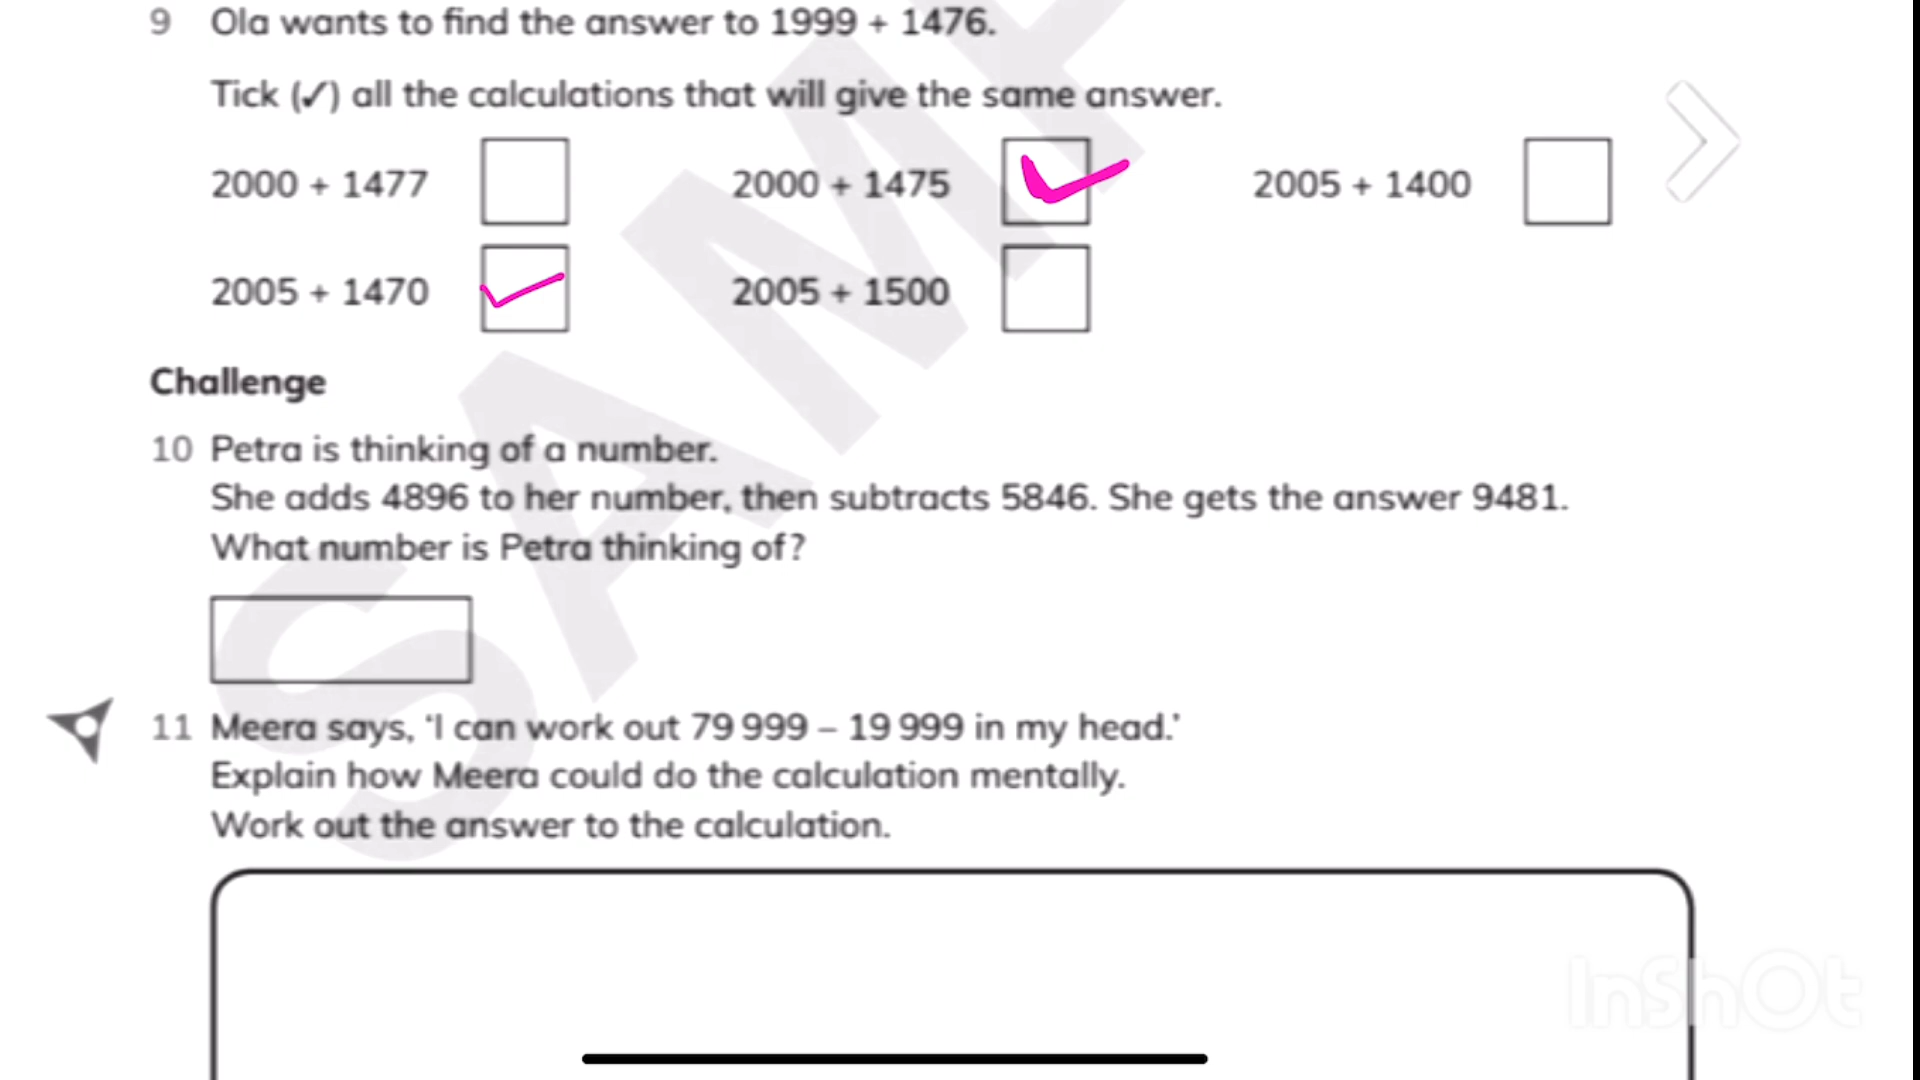 9 Ola wants to find the answer to 1999 + 1476.
Tick (✓) all the calculations that will give the same answer.
2000 + 1477 2000 + 1475 ✓ 2005 + 1400
2005 + 1470 ✓ 2005 + 1500
Challenge
10 Petra is thinking of a number.
She adds 4896 to her number, then subtracts 5846. She gets the answer 9481.
What number is Petra thinking of?
11 Meera says, ‘I can work out 79 999 – 19 999 in my head.’
Explain how Meera could do the calculation mentally.
Work out the answer to the calculation.
SAMP
InShOt